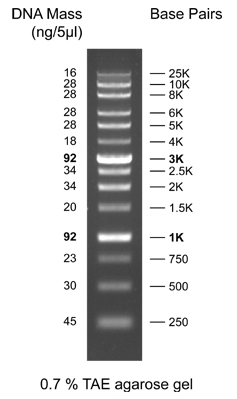 DNA Mass Base Pairs
(ng/5µl)
16 25K
28 10K
28 8K
28 6K
28 5K
18 4K
92 3K
34 2.5K
34 2K
20 1.5K
92 1K
23 750
30 500
45 250
0.7 % TAE agarose gel